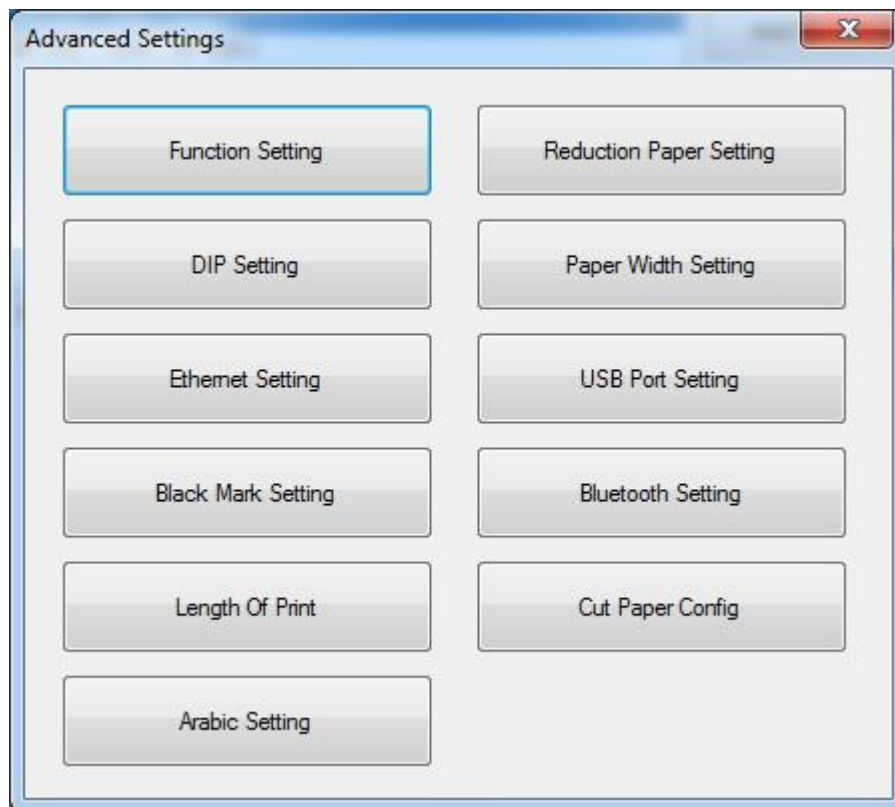 Advanced Settings
Function Setting
Reduction Paper Setting
DIP Setting
Paper Width Setting
Ethernet Setting
USB Port Setting
Black Mark Setting
Bluetooth Setting
Length Of Print
Cut Paper Config
Arabic Setting